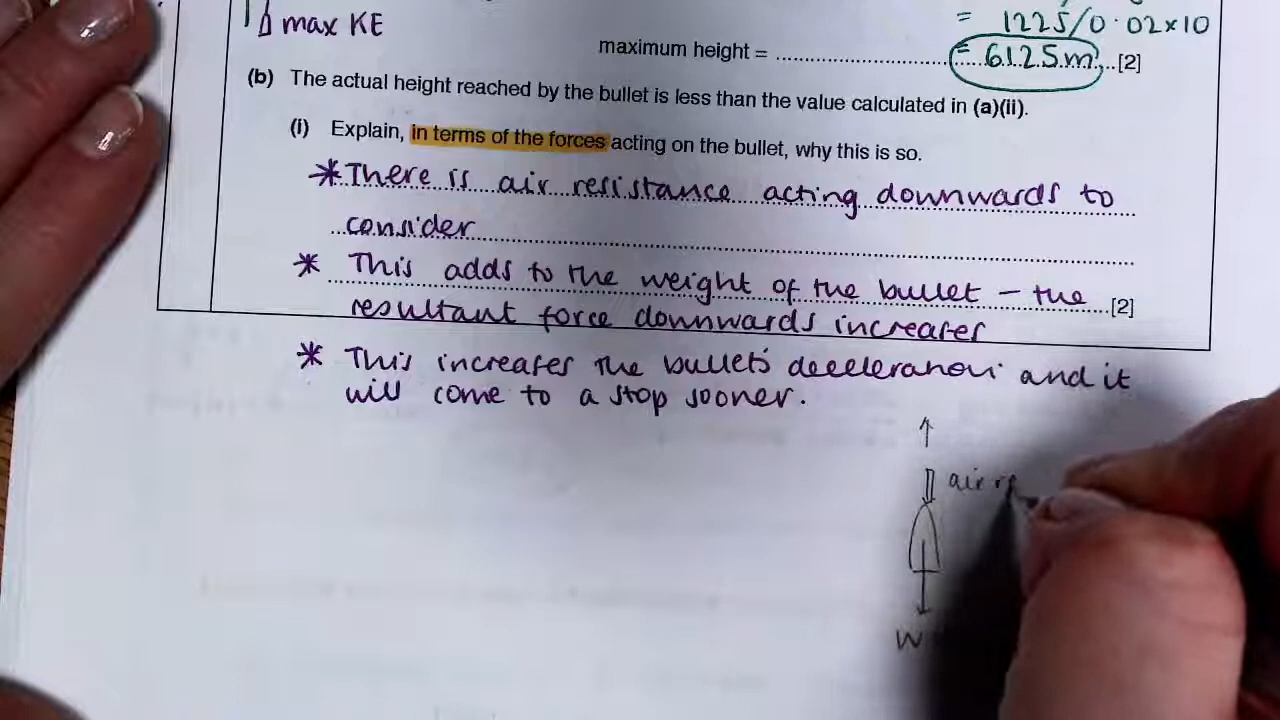 = 1225/0.02x10
max KE
maximum height = = 6125m [2]
(b) The actual height reached by the bullet is less than the value calculated in (a)(ii).
(i) Explain, in terms of the forces acting on the bullet, why this is so.
* There is air resistance acting downwards to
consider
* This adds to the weight of the bullet – the
[2]
resultant force downwards increases
* This increases the bullets' deceleration and it
will come to a stop sooner.
air
W